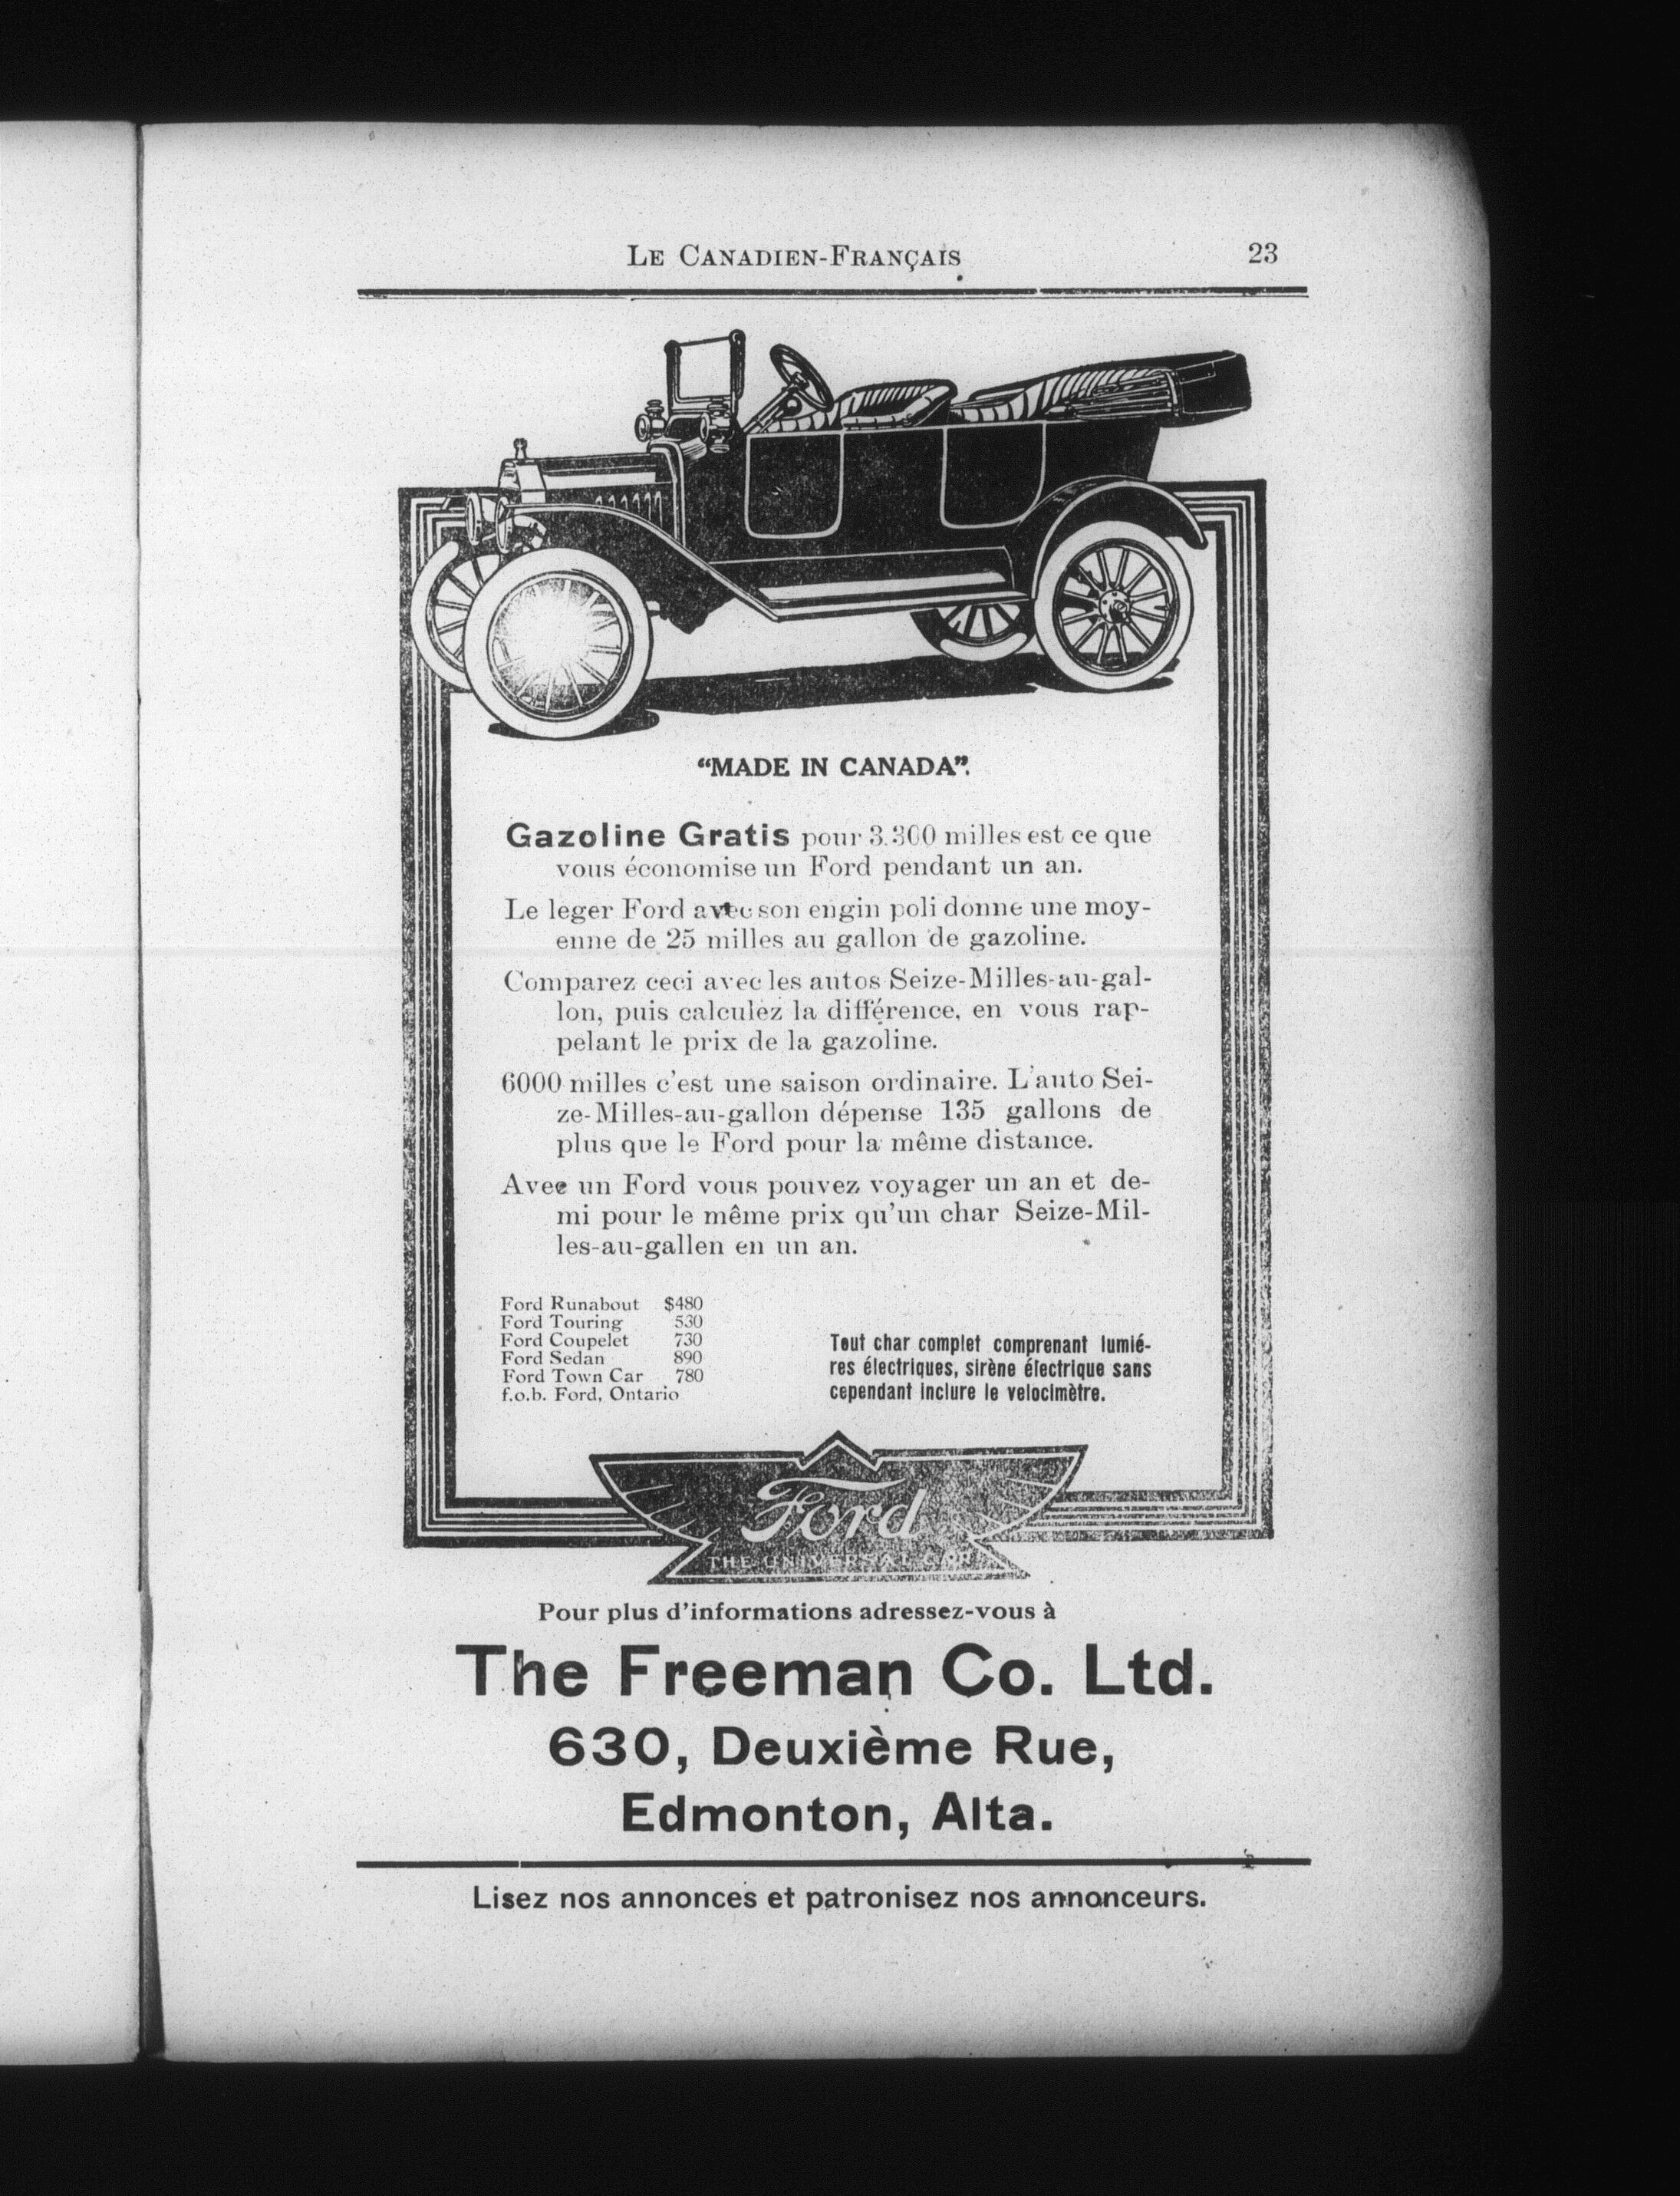 LE CANADIEN-FRANÇAIS 23
"MADE IN CANADA".
Gazoline Gratis pour 3.300 milles est ce que
vous économise un Ford pendant un an.
Le leger Ford avec son engin poli donne une moy-
enne de 25 milles au gallon de gazoline.
Comparez ceci avec les autos Seize-Milles-au-gal-
lon, puis calculez la différence, en vous rap-
pelant le prix de la gazoline.
6000 milles c'est une saison ordinaire. L'auto Sei-
ze-Milles-au-gallon dépense 135 gallons de
plus que le Ford pour la même distance.
Avec un Ford vous pouvez voyager un an et de-
mi pour le même prix qu'un char Seize-Mil-
les-au-gallen en un an.
Ford Runabout $480
Ford Touring 530
Ford Coupelet 730
Ford Sedan 890
Ford Town Car 780
f.o.b. Ford, Ontario
Tout char complet comprenant lumié-
res électriques, sirène électrique sans
cependant inclure le velocimètre.
Ford
THE UNIVERSAL CAR
Pour plus d'informations adressez-vous à
The Freeman Co. Ltd.
630, Deuxième Rue,
Edmonton, Alta.
Lisez nos annonces et patronisez nos annonceurs.